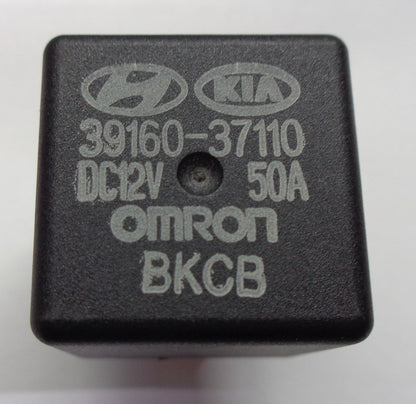 H KIA
39160-37110
DC12V 50A
OMRON
BKCB